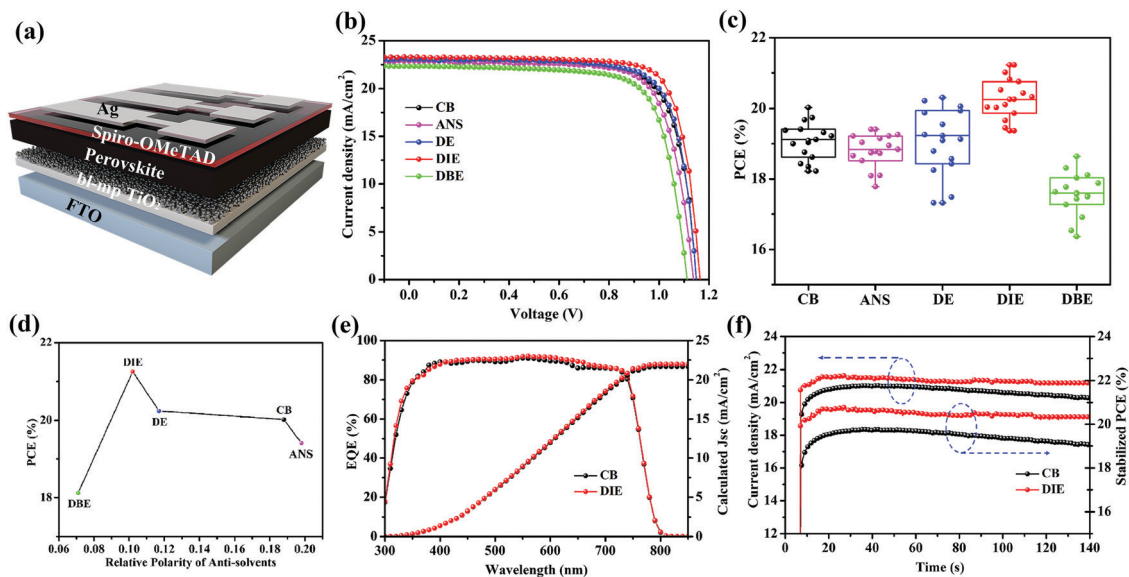 (a)
Ag
Spiro-OMeTAD
Perovskite
bl-mp TiO₂
FTO
(b)
Current density (mA/cm²)
25
20
15
10
5
0
CB
ANS
DE
DIE
DBE
0.0 0.2 0.4 0.6 0.8 1.0 1.2
Voltage (V)
(c)
PCE (%)
22
20
18
16
CB ANS DE DIE DBE
(d)
PCE (%)
22
20
18
DIE
DE
CB
ANS
DBE
0.06 0.08 0.10 0.12 0.14 0.16 0.18 0.20
Relative Polarity of Anti-solvents
(e)
EQE (%)
100
80
60
40
20
0
CB
DIE
300 400 500 600 700 800
Wavelength (nm)
25
20
15
10
5
0
Calculated Jsc (mA/cm²)
(f)
Current density (mA/cm²)
24
22
20
18
16
14
12
CB
DIE
0 20 40 60 80 100 120 140
Time (s)
24
22
20
18
16
Stabilized PCE (%)